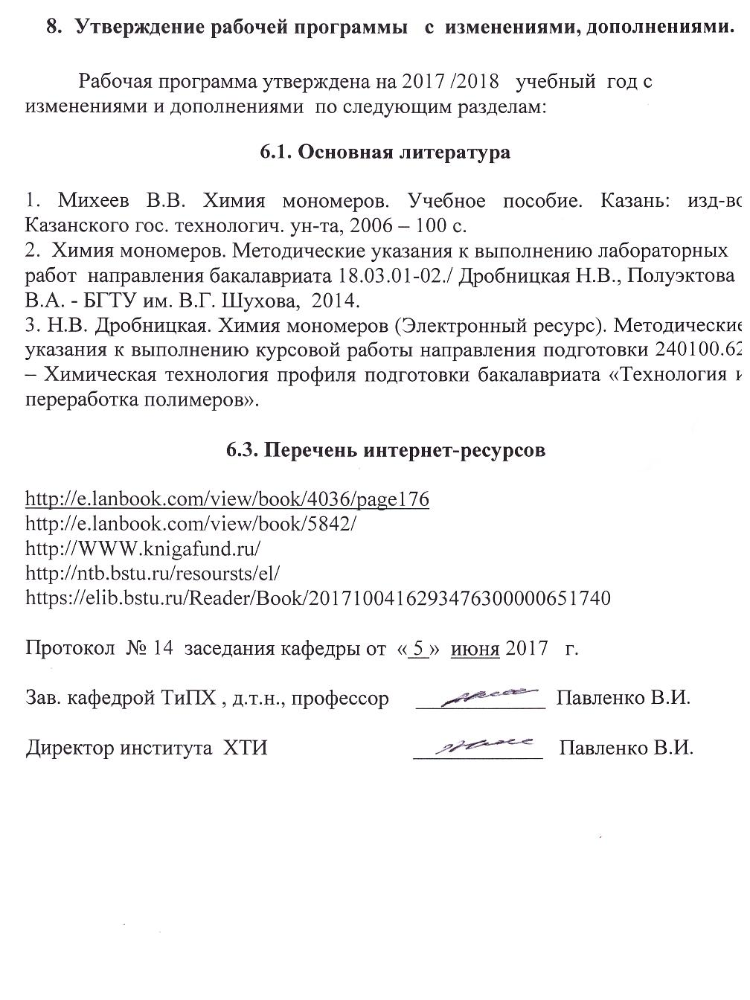 8. Утверждение рабочей программы с изменениями, дополнениями.
Рабочая программа утверждена на 2017 /2018 учебный год с
изменениями и дополнениями по следующим разделам:
6.1. Основная литература
1. Михеев В.В. Химия мономеров. Учебное пособие. Казань: изд-во
Казанского гос. технологич. ун-та, 2006 – 100 с.
2. Химия мономеров. Методические указания к выполнению лабораторных
работ направления бакалавриата 18.03.01-02./ Дробницкая Н.В., Полуэктова
В.А. - БГТУ им. В.Г. Шухова, 2014.
3. Н.В. Дробницкая. Химия мономеров (Электронный ресурс). Методические
указания к выполнению курсовой работы направления подготовки 240100.62
– Химическая технология профиля подготовки бакалавриата «Технология и
переработка полимеров».
6.3. Перечень интернет-ресурсов
http://e.lanbook.com/view/book/4036/page176
http://e.lanbook.com/view/book/5842/
http://WWW.knigafund.ru/
http://ntb.bstu.ru/resoursts/el/
https://elib.bstu.ru/Reader/Book/2017100416293476300000651740
Протокол № 14 заседания кафедры от « 5 » июня 2017 г.
Зав. кафедрой ТиПХ , д.т.н., профессор Павленко В.И.
Директор института ХТИ Павленко В.И.